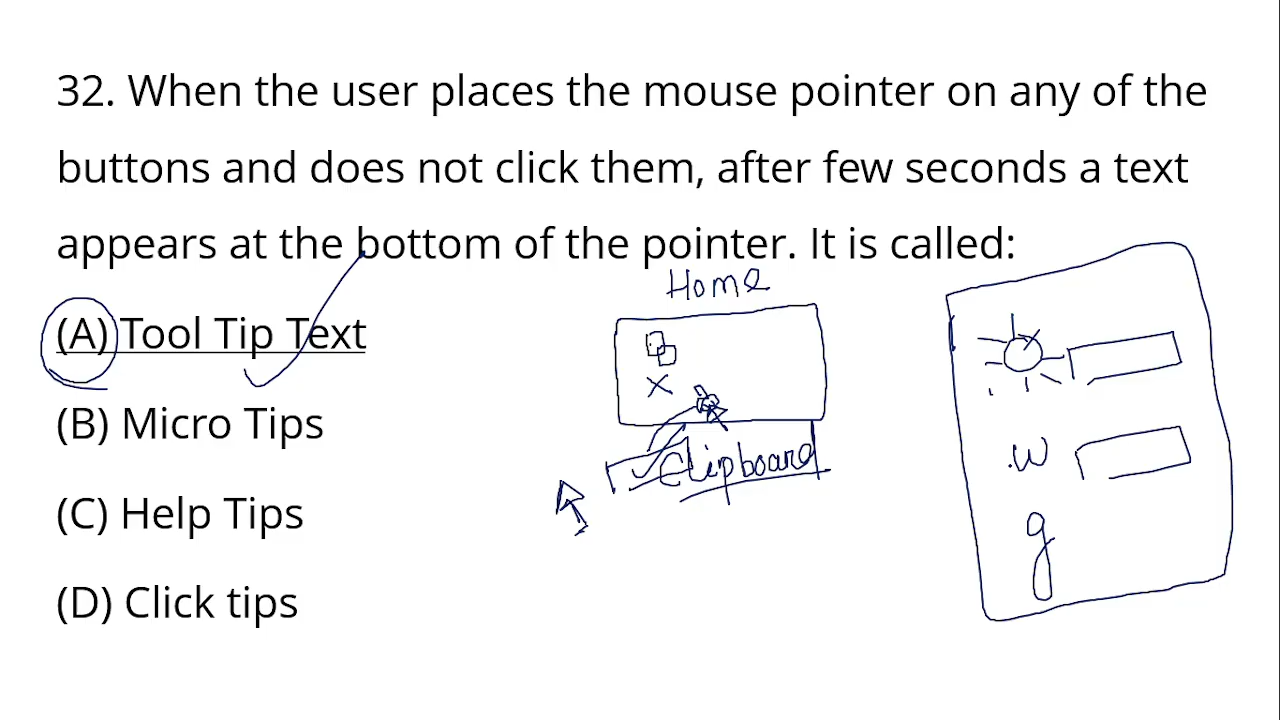 32. When the user places the mouse pointer on any of the
buttons and does not click them, after few seconds a text
appears at the bottom of the pointer. It is called:
Home
(A) Tool Tip Text
(B) Micro Tips
Clipboard
w
(C) Help Tips
g
(D) Click tips